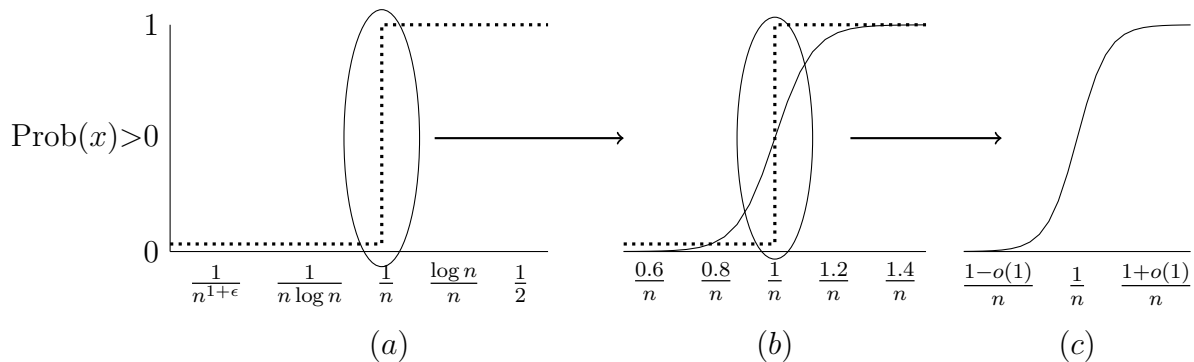 1
Prob(x)>0
0
1/n^{1+ϵ} 1/(n log n) 1/n log n/n 1/2
0.6/n 0.8/n 1/n 1.2/n 1.4/n
1−o(1)/n 1/n 1+o(1)/n
(a) (b) (c)